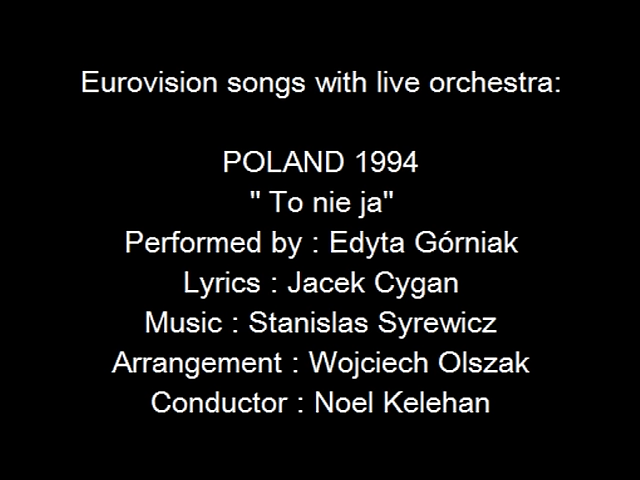 Eurovision songs with live orchestra:
POLAND 1994
" To nie ja"
Performed by : Edyta Górniak
Lyrics : Jacek Cygan
Music : Stanislas Syrewicz
Arrangement : Wojciech Olszak
Conductor : Noel Kelehan